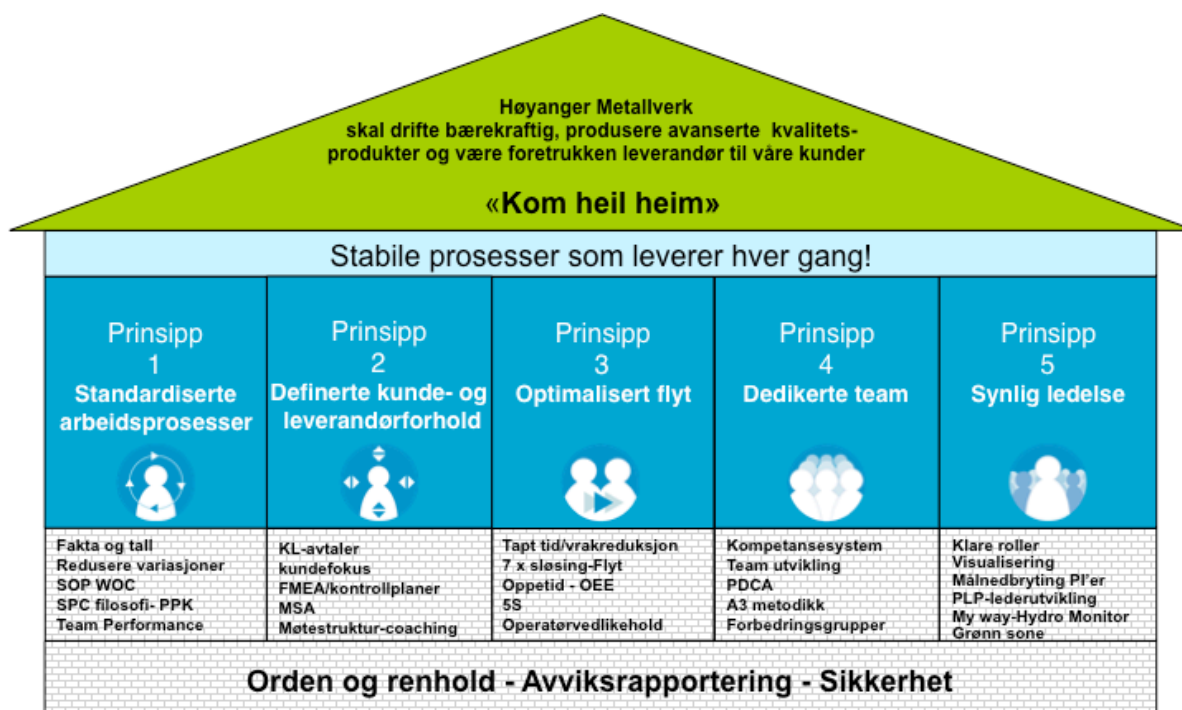 Høyanger Metallverk
skal drifte bærekraftig, produsere avanserte kvalitets-
produkter og være foretrukken leverandør til våre kunder
«Kom heil heim»
Stabile prosesser som leverer hver gang!
Prinsipp
1
Standardiserte
arbeidsprosesser
Prinsipp
2
Definerte kunde- og
leverandørforhold
Prinsipp
3
Optimalisert flyt
Prinsipp
4
Dedikerte team
Prinsipp
5
Synlig ledelse
Fakta og tall
Redusere variasjoner
SOP WOC
SPC filosofi- PPK
Team Performance
KL-avtaler
kundefokus
FMEA/kontrollplaner
MSA
Møtestruktur-coaching
Tapt tid/vrakreduksjon
7 x sløsing-Flyt
Oppetid - OEE
5S
Operatørvedlikehold
Kompetansesystem
Team utvikling
PDCA
A3 metodikk
Forbedringsgrupper
Klare roller
Visualisering
Målnedbryting PI'er
PLP-lederutvikling
My way-Hydro Monitor
Grønn sone
Orden og renhold - Avviksrapportering - Sikkerhet